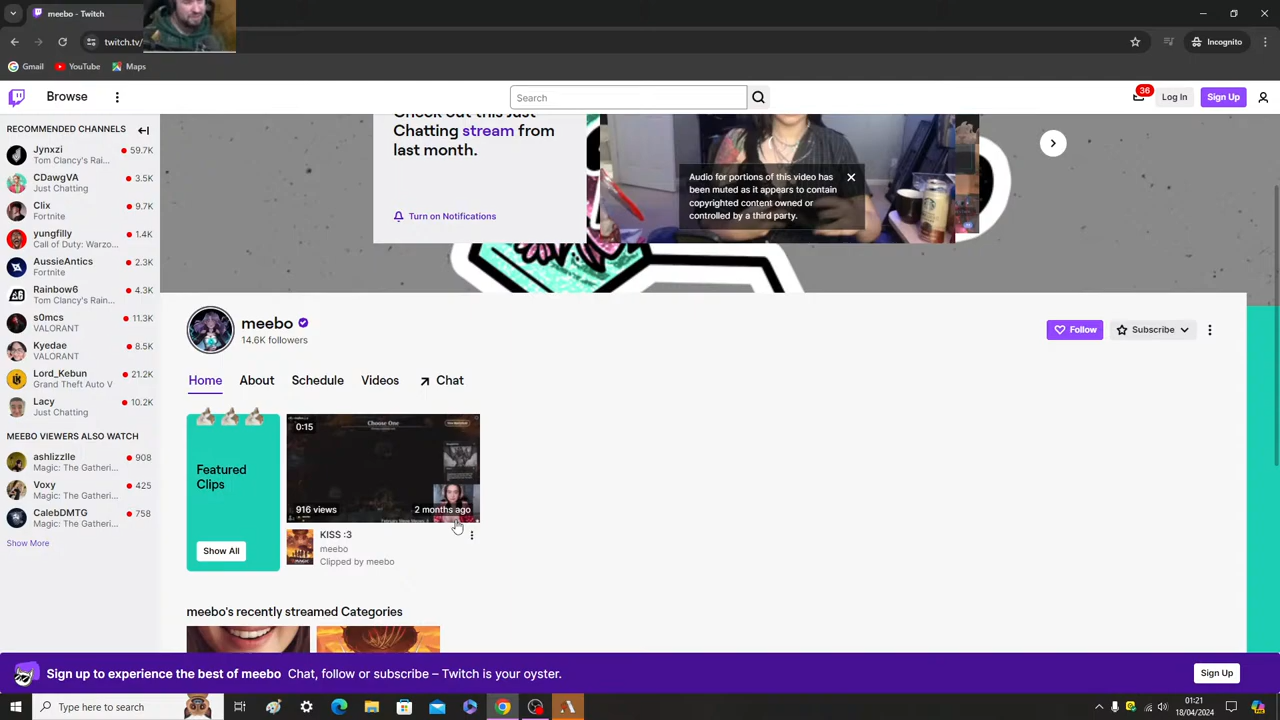 meebo - Twitch
twitch.tv/
Incognito
Gmail
YouTube
Maps
Browse
Search
36
Log In
Sign Up
RECOMMENDED CHANNELS
Jynxzi
59.7K
Tom Clancy's Rai...
CDawgVA
3.5K
Just Chatting
Clix
9.7K
Fortnite
yungfilly
1.4K
Call of Duty: Warzo...
AussieAntics
2.3K
Fortnite
Rainbow6
4.3K
Tom Clancy's Rain...
s0mcs
11.3K
VALORANT
Kyedae
8.5K
VALORANT
Lord_Kebun
21.2K
Grand Theft Auto V
Lacy
10.2K
Just Chatting
MEEBO VIEWERS ALSO WATCH
ashlizzlle
908
Magic: The Gatheri...
Voxy
425
Magic: The Gatheri...
CalebDMTG
758
Magic: The Gatheri...
Show More
Check out this Just
Chatting stream from
last month.
Turn on Notifications
Audio for portions of this video has
been muted as it appears to contain
copyrighted content owned or
controlled by a third party.
meebo
14.6K followers
Follow
Subscribe
Home
About
Schedule
Videos
Chat
Featured
Clips
Show All
0:15
Choose One
916 views
2 months ago
KISS :3
meebo
Clipped by meebo
meebo's recently streamed Categories
Sign up to experience the best of meebo
Chat, follow or subscribe – Twitch is your oyster.
Sign Up
Type here to search
01:21
18/04/2024